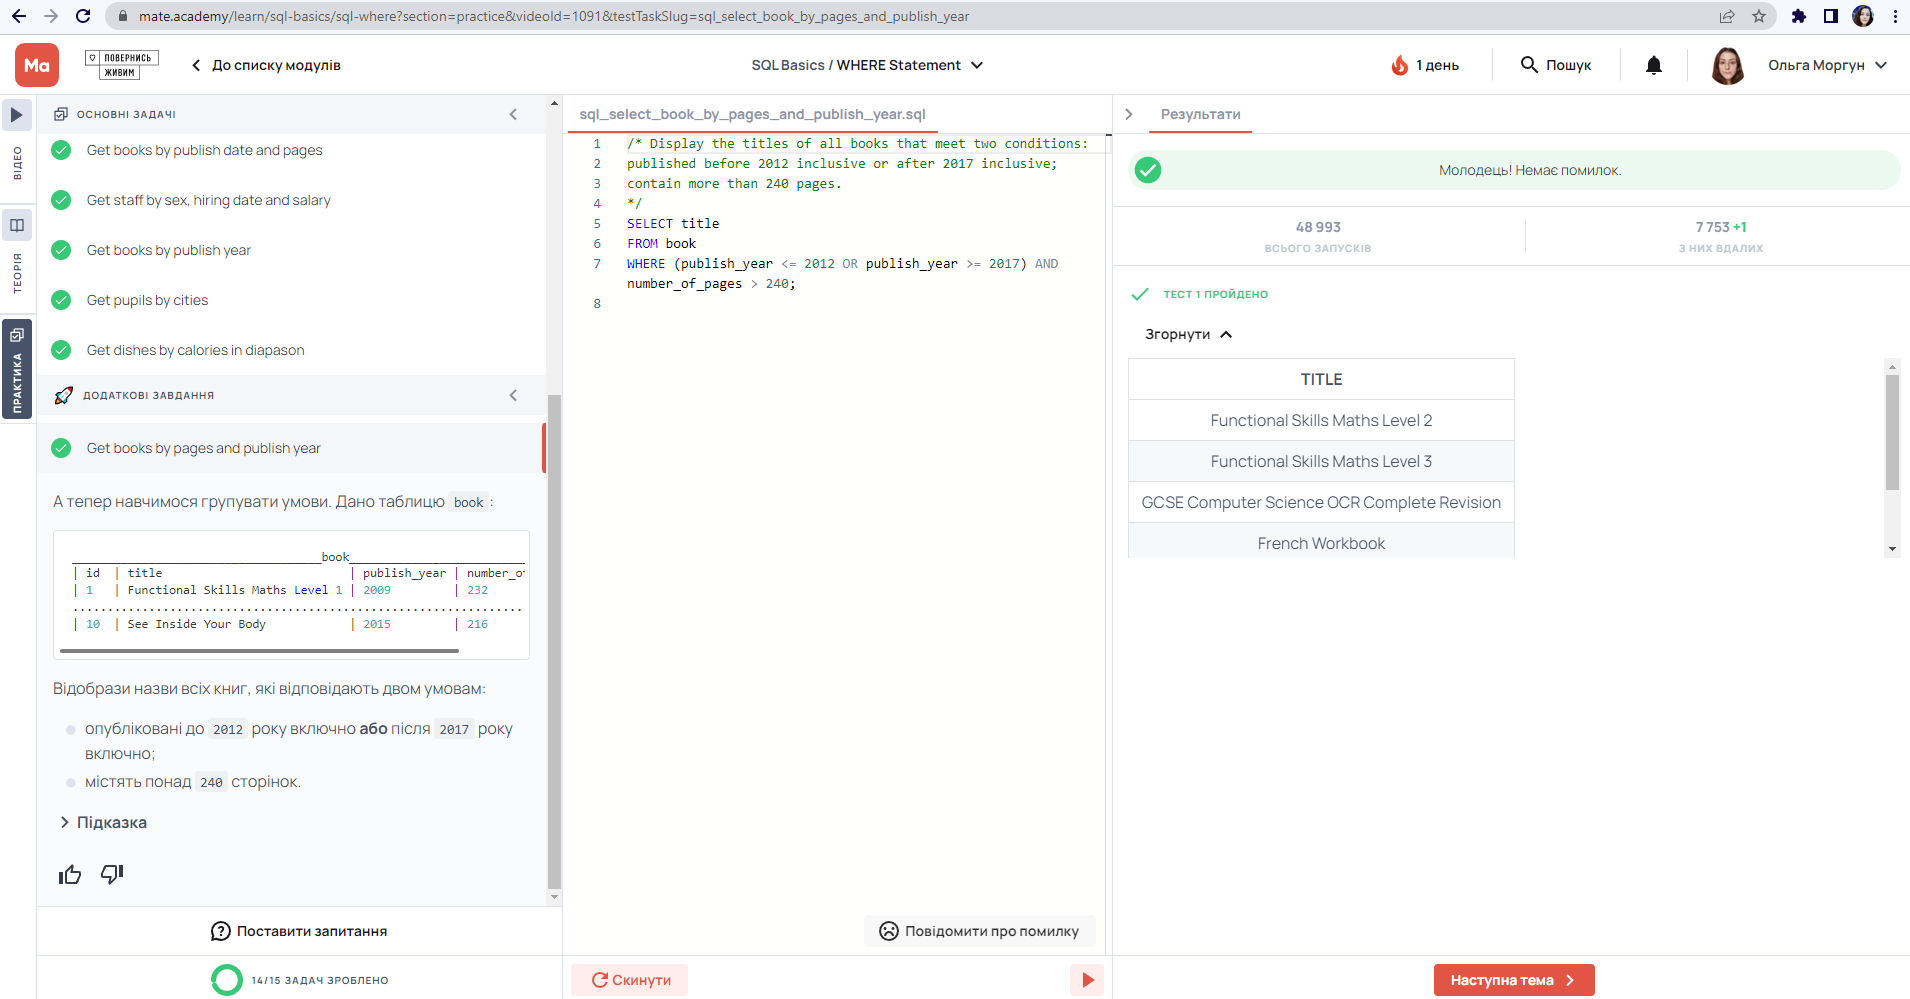 mate.academy/learn/sql-basics/sql-where?section=practice&videoId=1091&testTaskSlug=sql_select_book_by_pages_and_publish_year
Ma
ПОВЕРНИСЬ
ЖИВИМ
До списку модулів
SQL Basics / WHERE Statement
1 день
Пошук
Ольга Моргун
ВІДЕО
ТЕОРІЯ
ПРАКТИКА
ОСНОВНІ ЗАДАЧІ
Get books by publish date and pages
Get staff by sex, hiring date and salary
Get books by publish year
Get pupils by cities
Get dishes by calories in diapason
ДОДАТКОВІ ЗАВДАННЯ
Get books by pages and publish year
А тепер навчимося групувати умови. Дано таблицю book :
____________________________________book_________________________
| id | title | publish_year | number_of
| 1 | Functional Skills Maths Level 1 | 2009 | 232
.................................................................
| 10 | See Inside Your Body | 2015 | 216
Відобрази назви всіх книг, які відповідають двом умовам:
опубліковані до 2012 року включно або після 2017 року
включно;
містять понад 240 сторінок.
Підказка
Поставити запитання
14/15 ЗАДАЧ ЗРОБЛЕНО
sql_select_book_by_pages_and_publish_year.sql
1 /* Display the titles of all books that meet two conditions:
2 published before 2012 inclusive or after 2017 inclusive;
3 contain more than 240 pages.
4 */
5 SELECT title
6 FROM book
7 WHERE (publish_year <= 2012 OR publish_year >= 2017) AND
number_of_pages > 240;
8
Повідомити про помилку
Скинути
Результати
Молодець! Немає помилок.
48 993
ВСЬОГО ЗАПУСКІВ
7 753 +1
З НИХ ВДАЛИХ
ТЕСТ 1 ПРОЙДЕНО
Згорнути
TITLE
Functional Skills Maths Level 2
Functional Skills Maths Level 3
GCSE Computer Science OCR Complete Revision
French Workbook
Наступна тема